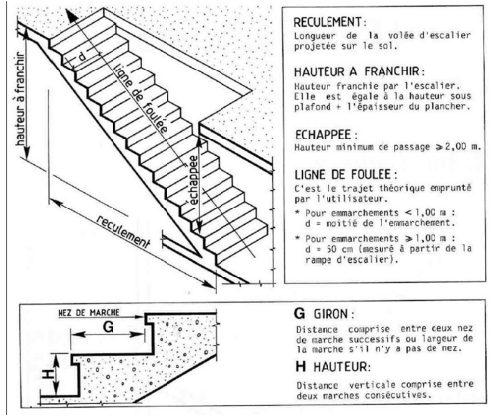 hauteur à franchir
d
ligne de foulée
échappée
reculement
RECULEMENT:
Longueur de la volée d'escalier
projetée sur le sol.
HAUTEUR A FRANCHIR:
Hauteur franchie par l'escalier.
Elle est égale à la hauteur sous
plafond + l'épaisseur du plancher.
ECHAPPEE:
Hauteur minimum ce passage ⩾ 2,00 m.
LIGNE DE FOULEE:
C'est le trajet théorique emprunté
par l'utilisateur.
* Pour emmarchements < 1,00 m :
d = moitié de l'emmarchement.
* Pour emmarchements ⩾ 1,00 m :
d = 50 cm (mesuré à partir de la
rampe d'escalier).
NEZ DE MARCHE
G
H
G GIRON:
Distance comprise entre ceux nez
de marche successifs ou largeur de
la marche s'il n'y a pas de nez.
H HAUTEUR:
Distance verticale comprise entre
deux marches consécutives.